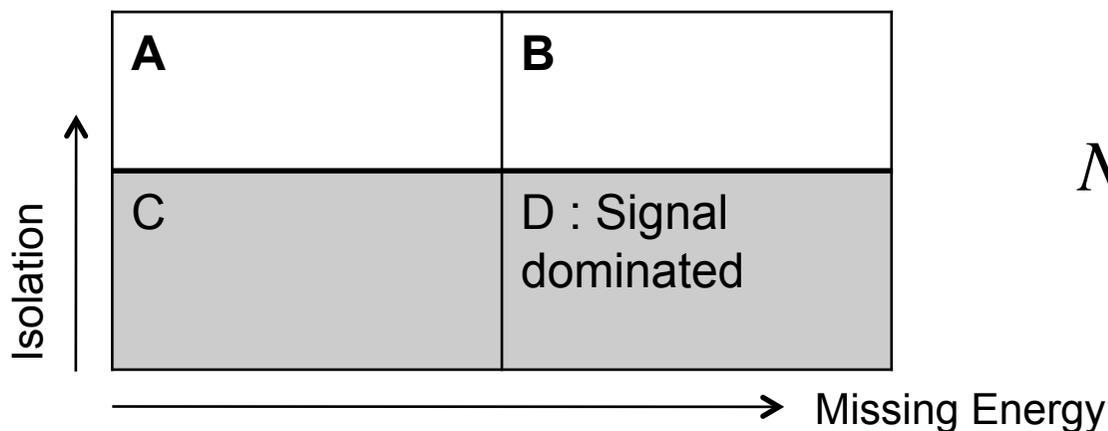 A
B
C
D : Signal
dominated
Isolation
Missing Energy
N